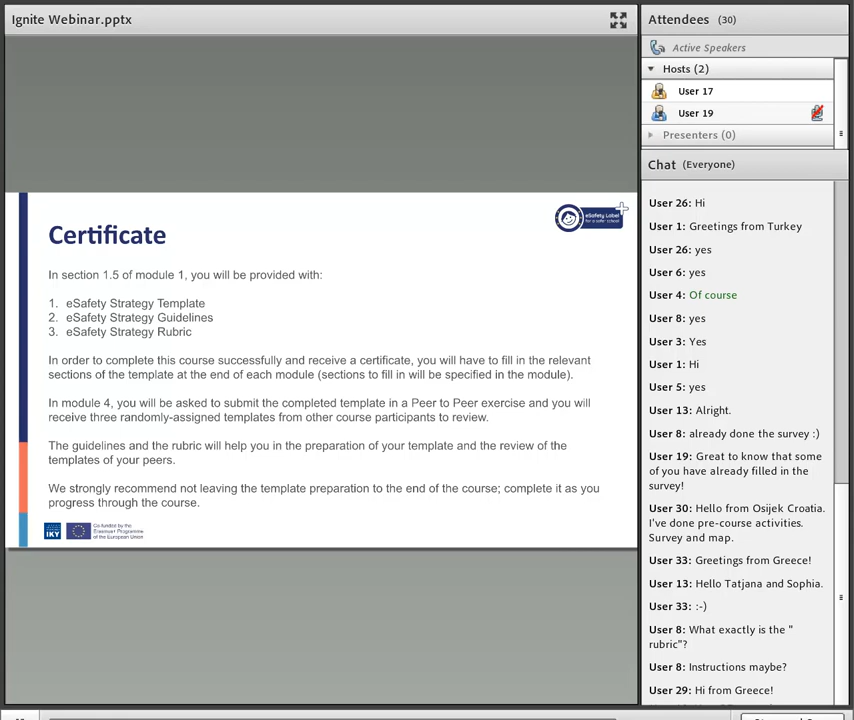 Ignite Webinar.pptx
Certificate
eSafety Label
for a safer school
In section 1.5 of module 1, you will be provided with:
1. eSafety Strategy Template
2. eSafety Strategy Guidelines
3. eSafety Strategy Rubric
In order to complete this course successfully and receive a certificate, you will have to fill in the relevant
sections of the template at the end of each module (sections to fill in will be specified in the module).
In module 4, you will be asked to submit the completed template in a Peer to Peer exercise and you will
receive three randomly-assigned templates from other course participants to review.
The guidelines and the rubric will help you in the preparation of your template and the review of the
templates of your peers.
We strongly recommend not leaving the template preparation to the end of the course; complete it as you
progress through the course.
IKY
Co-funded by the
Erasmus+ Programme
of the European Union
Attendees (30)
Active Speakers
Hosts (2)
User 17
User 19
Presenters (0)
Chat (Everyone)
User 26: Hi
User 1: Greetings from Turkey
User 26: yes
User 6: yes
User 4: Of course
User 8: yes
User 3: Yes
User 1: Hi
User 5: yes
User 13: Alright.
User 8: already done the survey :)
User 19: Great to know that some
of you have already filled in the
survey!
User 30: Hello from Osijek Croatia.
I've done pre-course activities.
Survey and map.
User 33: Greetings from Greece!
User 13: Hello Tatjana and Sophia.
User 33: :-)
User 8: What exactly is the "
rubric"?
User 8: Instructions maybe?
User 29: Hi from Greece!